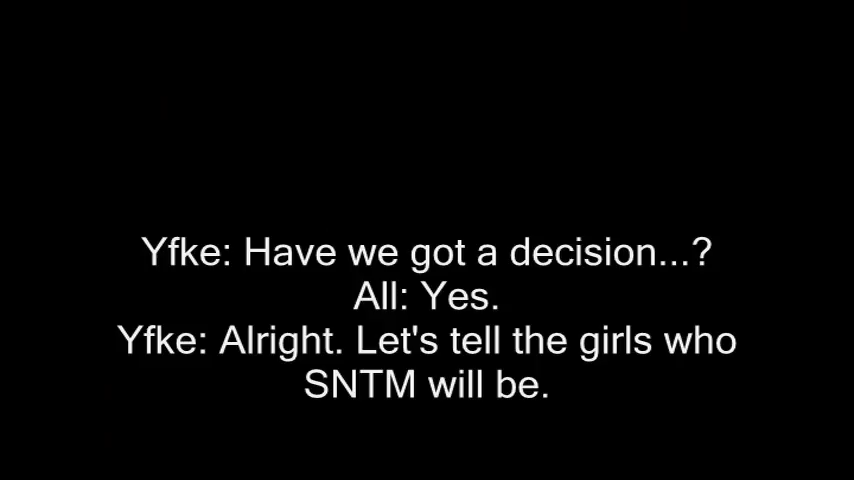 Yfke: Have we got a decision...?
All: Yes.
Yfke: Alright. Let's tell the girls who
SNTM will be.